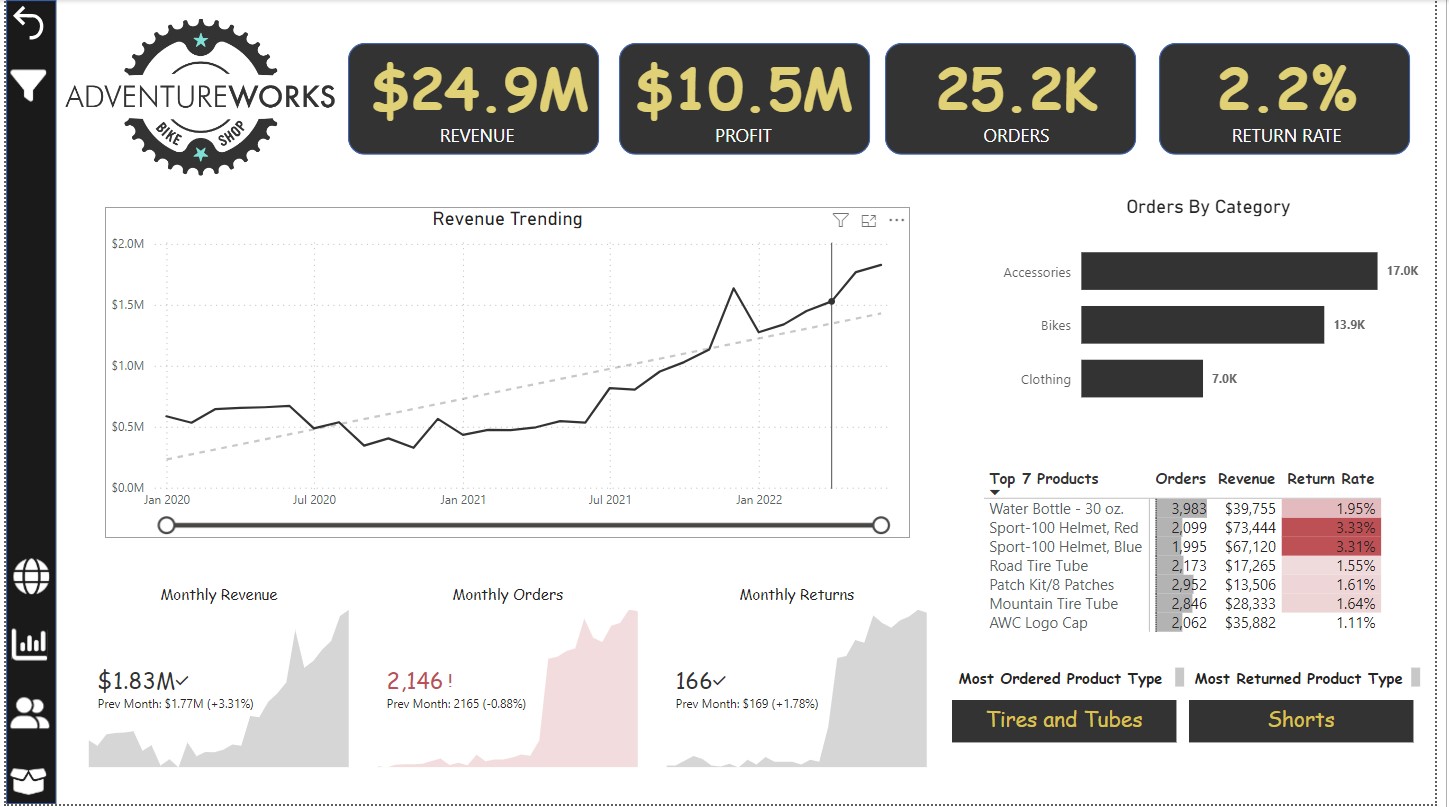 ADVENTUREWORKS
BIKE SHOP
$24.9M
REVENUE
$10.5M
PROFIT
25.2K
ORDERS
2.2%
RETURN RATE
Revenue Trending
$2.0M
$1.5M
$1.0M
$0.5M
$0.0M
Jan 2020 Jul 2020 Jan 2021 Jul 2021 Jan 2022
Orders By Category
Accessories 17.0K
Bikes 13.9K
Clothing 7.0K
Top 7 Products Orders Revenue Return Rate
Water Bottle - 30 oz. 3,983 $39,755 1.95%
Sport-100 Helmet, Red 2,099 $73,444 3.33%
Sport-100 Helmet, Blue 1,995 $67,120 3.31%
Road Tire Tube 2,173 $17,265 1.55%
Patch Kit/8 Patches 2,952 $13,506 1.61%
Mountain Tire Tube 2,846 $28,333 1.64%
AWC Logo Cap 2,062 $35,882 1.11%
Monthly Revenue
$1.83M✓
Prev Month: $1.77M (+3.31%)
Monthly Orders
2,146 !
Prev Month: 2165 (-0.88%)
Monthly Returns
166✓
Prev Month: $169 (+1.78%)
Most Ordered Product Type
Tires and Tubes
Most Returned Product Type
Shorts